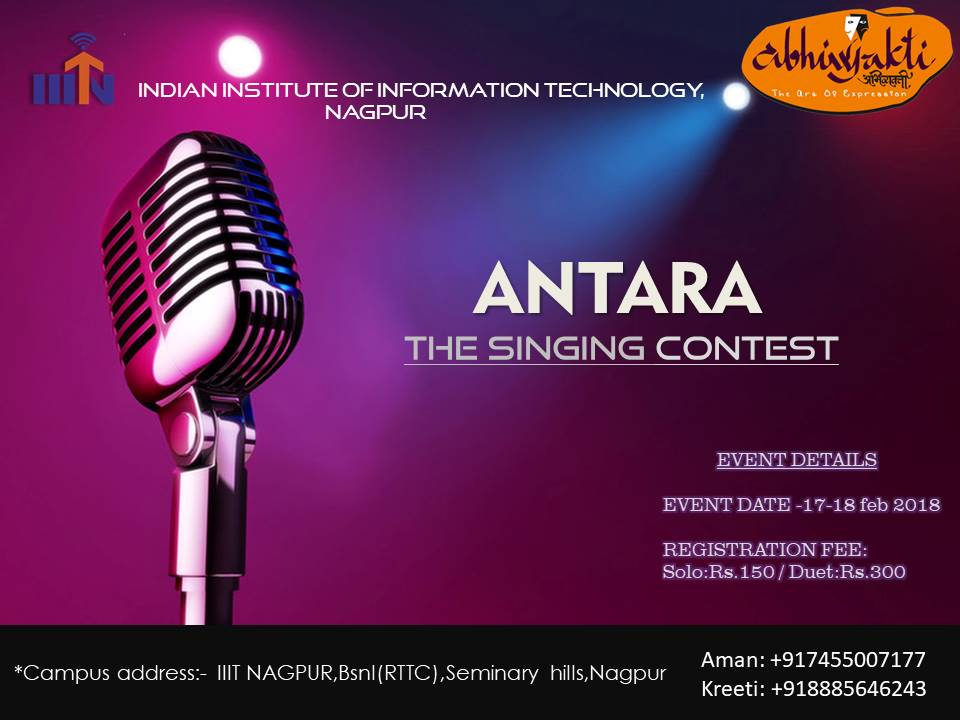 IIITN
INDIAN INSTITUTE OF INFORMATION TECHNOLOGY,
NAGPUR
abhivyakti
अभिव्यक्ती
The Art Of Expression
ANTARA
THE SINGING CONTEST
EVENT DETAILS
EVENT DATE -17-18 feb 2018
REGISTRATION FEE:
Solo:Rs.150 / Duet:Rs.300
*Campus address:- IIIT NAGPUR,Bsnl(RTTC),Seminary hills,Nagpur
Aman: +917455007177
Kreeti: +918885646243